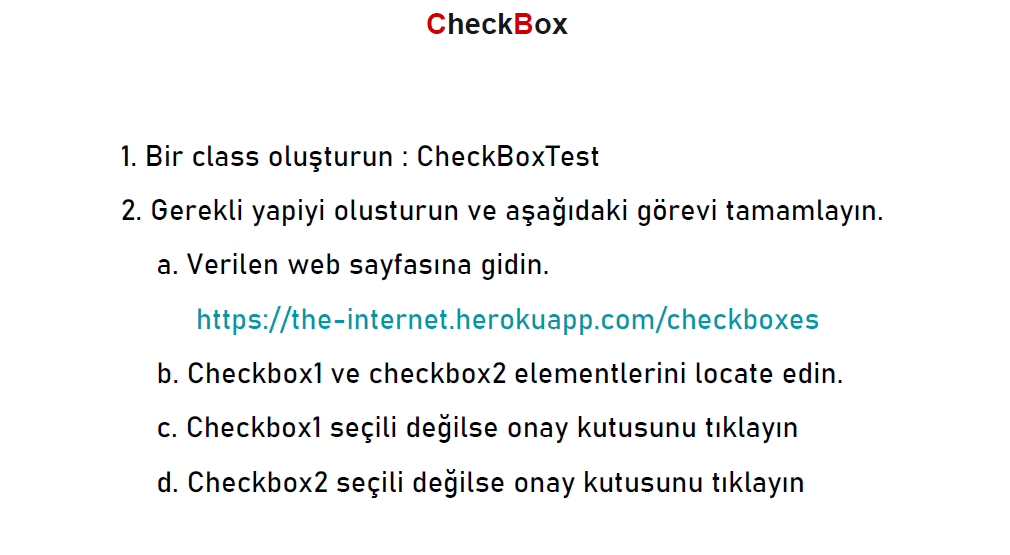 CheckBox
1. Bir class oluşturun : CheckBoxTest
2. Gerekli yapiyi olusturun ve aşağıdaki görevi tamamlayın.
a. Verilen web sayfasına gidin.
https://the-internet.herokuapp.com/checkboxes
b. Checkbox1 ve checkbox2 elementlerini locate edin.
c. Checkbox1 seçili değilse onay kutusunu tıklayın
d. Checkbox2 seçili değilse onay kutusunu tıklayın